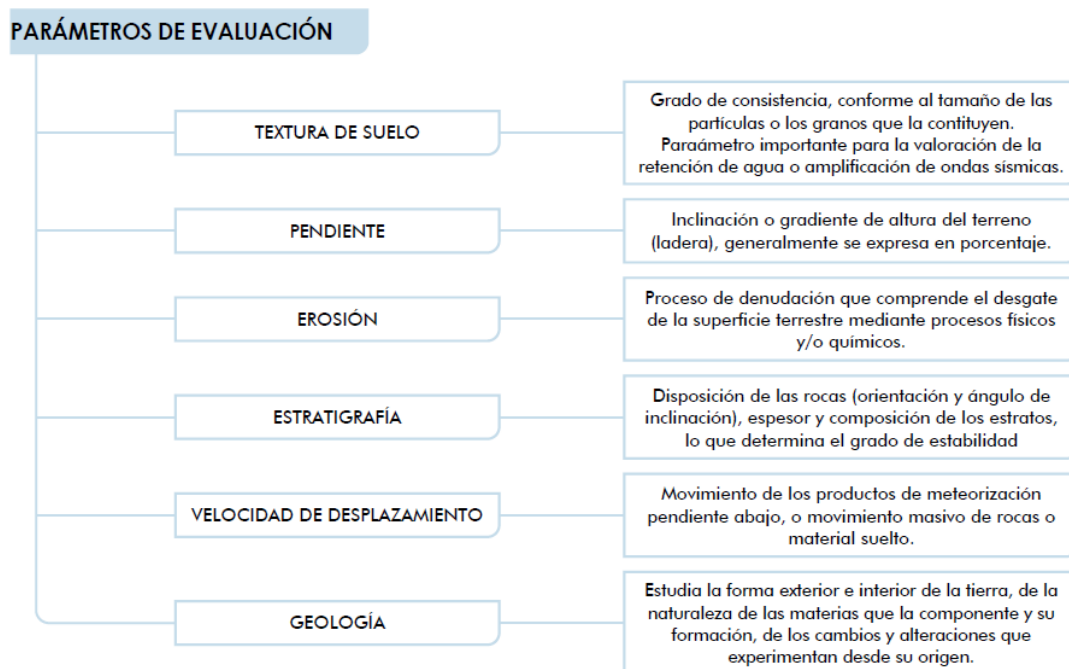 PARÁMETROS DE EVALUACIÓN
TEXTURA DE SUELO
Grado de consistencia, conforme al tamaño de las
partículas o los granos que la contituyen.
Paraámetro importante para la valoración de la
retención de agua o amplificación de ondas sísmicas.
PENDIENTE
Inclinación o gradiente de altura del terreno
(ladera), generalmente se expresa en porcentaje.
EROSIÓN
Proceso de denudación que comprende el desgate
de la superficie terrestre mediante procesos físicos
y/o químicos.
ESTRATIGRAFÍA
Disposición de las rocas (orientación y ángulo de
inclinación), espesor y composición de los estratos,
lo que determina el grado de estabilidad
VELOCIDAD DE DESPLAZAMIENTO
Movimiento de los productos de meteorización
pendiente abajo, o movimiento masivo de rocas o
material suelto.
GEOLOGÍA
Estudia la forma exterior e interior de la tierra, de la
naturaleza de las materias que la componente y su
formación, de los cambios y alteraciones que
experimentan desde su origen.